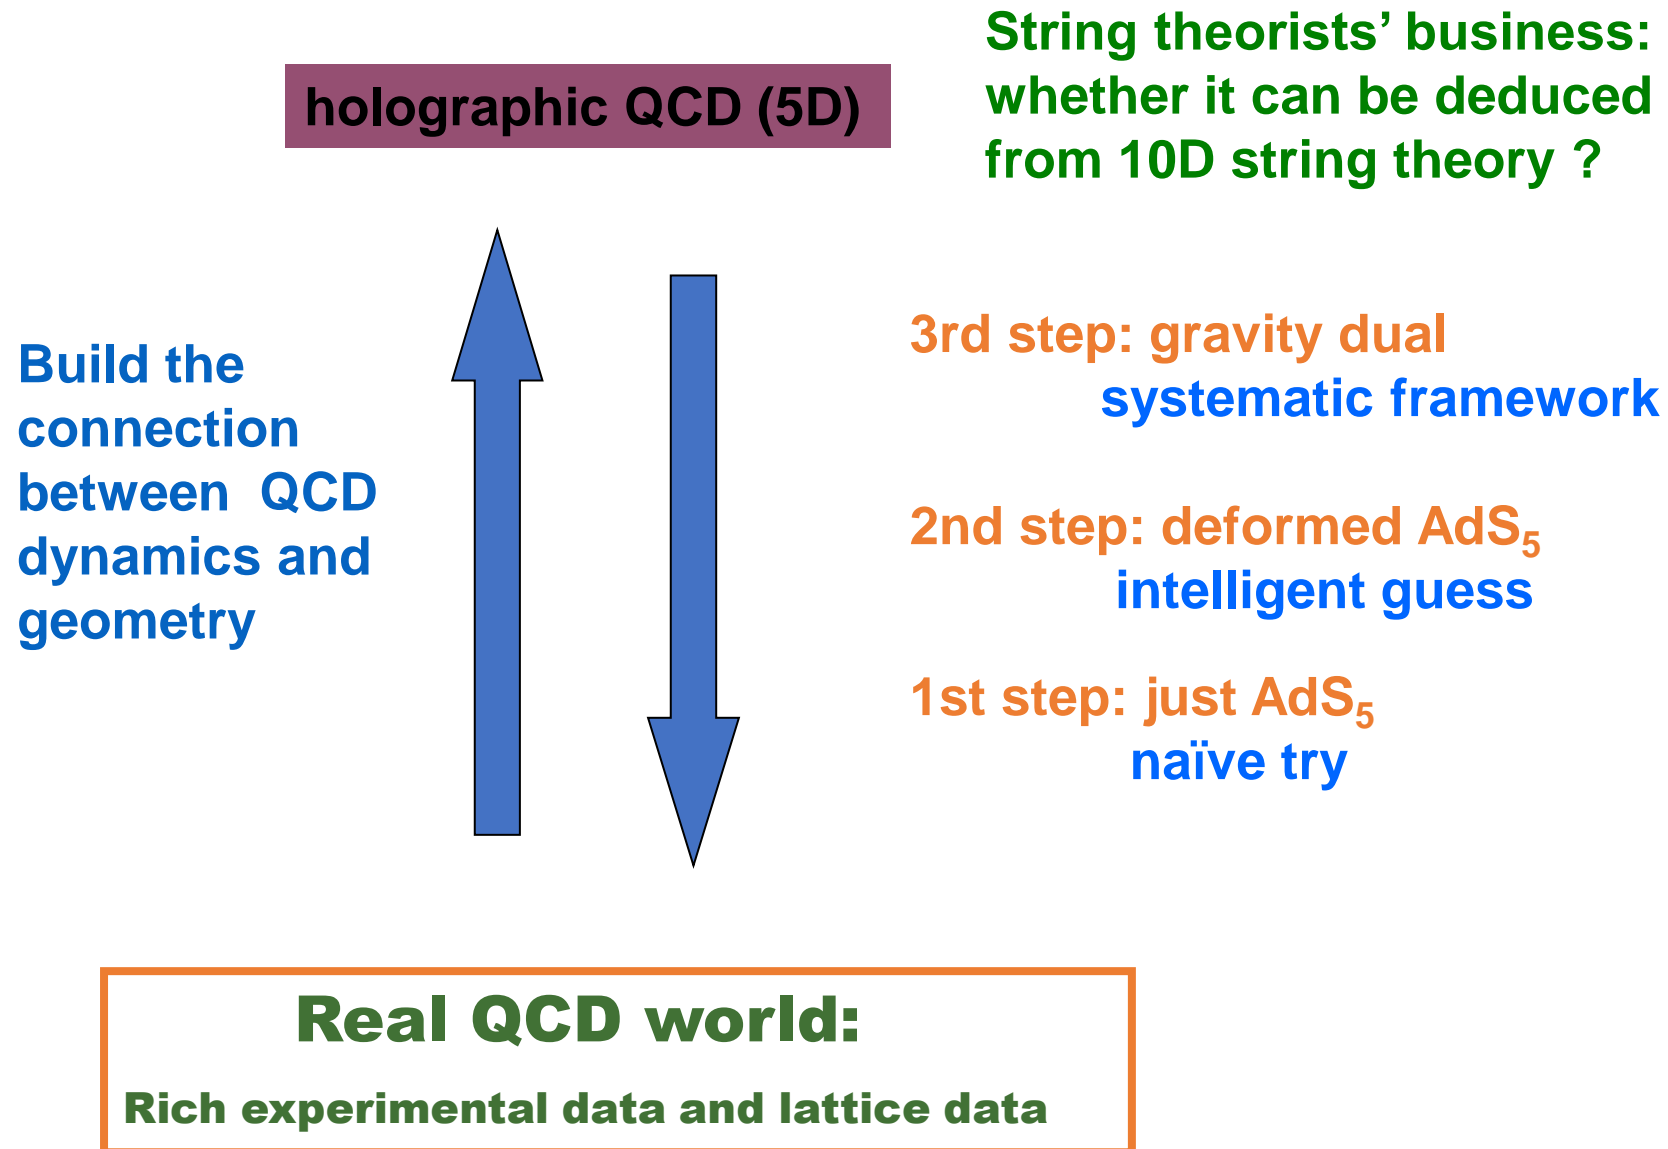 String theorists’ business:
whether it can be deduced
from 10D string theory ?
holographic QCD (5D)
Build the
connection
between QCD
dynamics and
geometry
3rd step: gravity dual
systematic framework
2nd step: deformed AdS₅
intelligent guess
1st step: just AdS₅
naïve try
Real QCD world:
Rich experimental data and lattice data